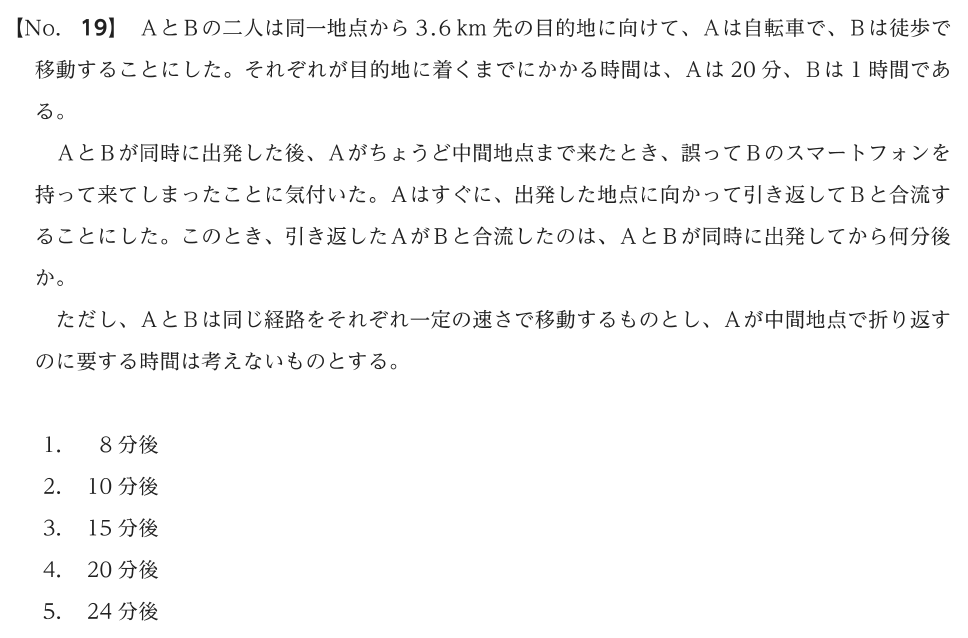 【No. 19】 AとBの二人は同一地点から 3.6 km 先の目的地に向けて、Aは自転車で、Bは徒歩で
移動することにした。それぞれが目的地に着くまでにかかる時間は、Aは 20 分、Bは 1 時間であ
る。
AとBが同時に出発した後、Aがちょうど中間地点まで来たとき、誤ってBのスマートフォンを
持って来てしまったことに気付いた。Aはすぐに、出発した地点に向かって引き返してBと合流す
ることにした。このとき、引き返したAがBと合流したのは、AとBが同時に出発してから何分後
か。
ただし、AとBは同じ経路をそれぞれ一定の速さで移動するものとし、Aが中間地点で折り返す
のに要する時間は考えないものとする。
1. 8 分後
2. 10 分後
3. 15 分後
4. 20 分後
5. 24 分後